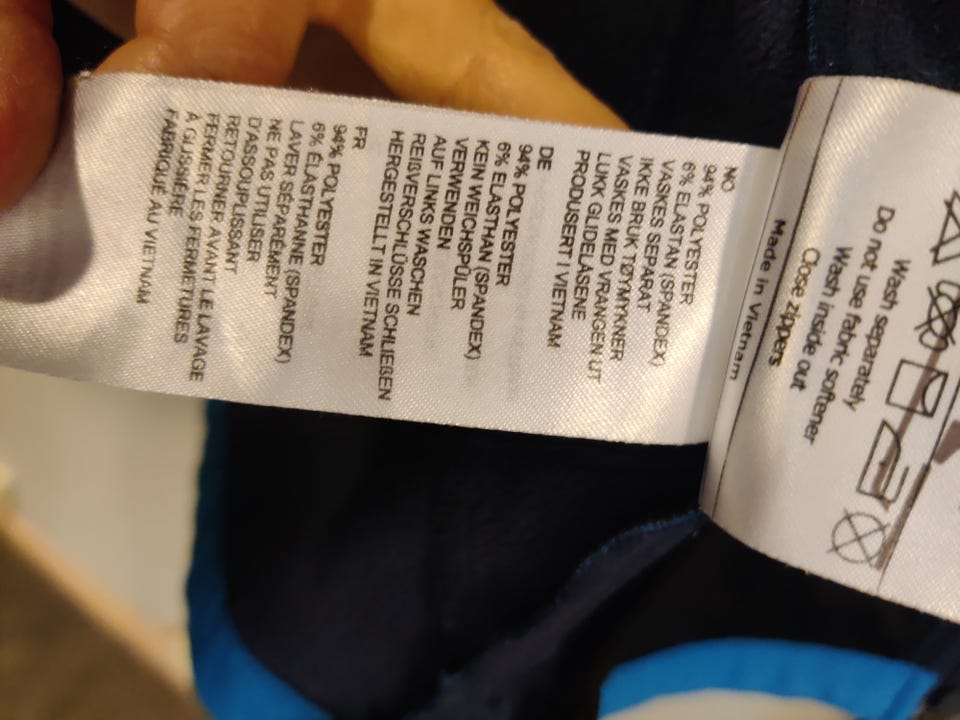 Do not use fabric softener
Wash separately
Wash inside out
Close zippers
Made in Vietnam
NO
94% POLYESTER
6% ELASTAN (SPANDEX)
VASKES SEPARAT
IKKE BRUK TØYMYKNER
VASKES MED VRANGEN UT
LUKK GLIDELÅSENE
PRODUSERT I VIETNAM
DE
94% POLYESTER
6% ELASTHAN (SPANDEX)
KEIN WEICHSPÜLER
VERWENDEN
AUF LINKS WASCHEN
REIßVERSCHLÜSSE SCHLIEßEN
HERGESTELLT IN VIETNAM
FR
94% POLYESTER
6% ÉLASTHANNE (SPANDEX)
LAVER SÉPARÉMENT
NE PAS UTILISER
D'ASSOUPLISSANT
RETOURNER AVANT LE LAVAGE
FERMER LES FERMETURES
À GLISSIÈRE
FABRIQUÉ AU VIETNAM